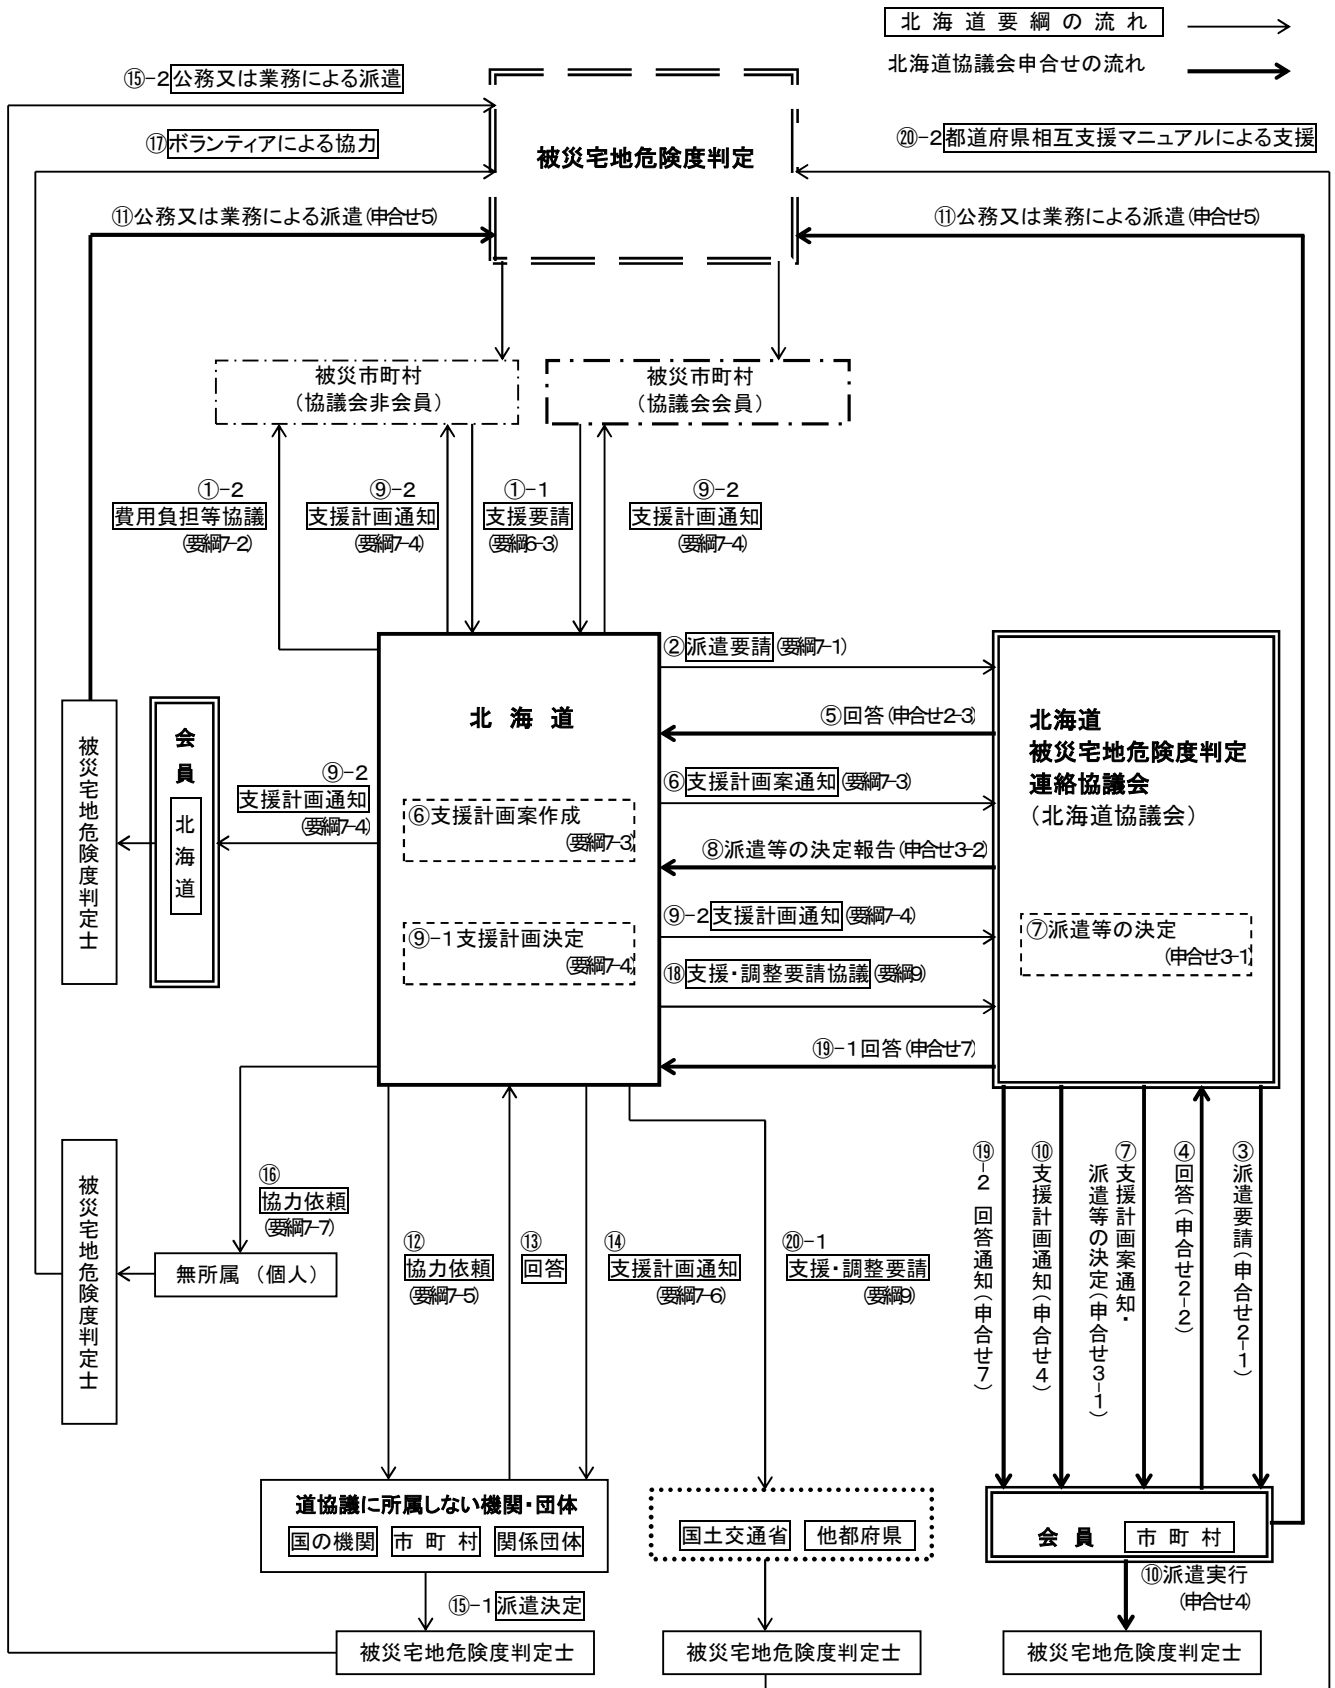 北海道要綱の流れ
北海道協議会申合せの流れ
⑮-2公務又は業務による派遣
⑰ボランティアによる協力
被災宅地危険度判定
⑳-2都道府県相互支援マニュアルによる支援
⑪公務又は業務による派遣(申合せ5)
⑪公務又は業務による派遣(申合せ5)
被災市町村
(協議会非会員)
被災市町村
(協議会会員)
①-2
費用負担等協議
(要綱7-2)
⑨-2
支援計画通知
(要綱7-4)
①-1
支援要請
(要綱6-3)
⑨-2
支援計画通知
(要綱7-4)
北海道
⑥支援計画案作成
(要綱7-3)
⑨-1支援計画決定
(要綱7-4)
②派遣要請(要綱7-1)
⑤回答(申合せ2-3)
⑥支援計画案通知(要綱7-3)
⑧派遣等の決定報告(申合せ3-2)
⑨-2支援計画通知(要綱7-4)
⑱支援・調整要請協議(要綱9)
⑲-1回答(申合せ7)
北海道
被災宅地危険度判定
連絡協議会
(北海道協議会)
⑦派遣等の決定
(申合せ3-1)
被災宅地危険度判定士
会員
北海道
⑨-2
支援計画通知
(要綱7-4)
被災宅地危険度判定士
⑯
協力依頼
(要綱7-7)
無所属(個人)
⑫
協力依頼
(要綱7-5)
⑬
回答
⑭
支援計画通知
(要綱7-6)
⑳-1
支援・調整要請
(要綱9)
③派遣要請(申合せ2-1)
④回答(申合せ2-2)
⑦支援計画案通知・
派遣等の決定(申合せ3-1)
⑩支援計画通知(申合せ4)
⑲-2 回答通知(申合せ7)
道協議に所属しない機関・団体
国の機関 市町村 関係団体
国土交通省 他都府県
会員 市町村
⑮-1派遣決定
⑩派遣実行
(申合せ4)
被災宅地危険度判定士
被災宅地危険度判定士
被災宅地危険度判定士